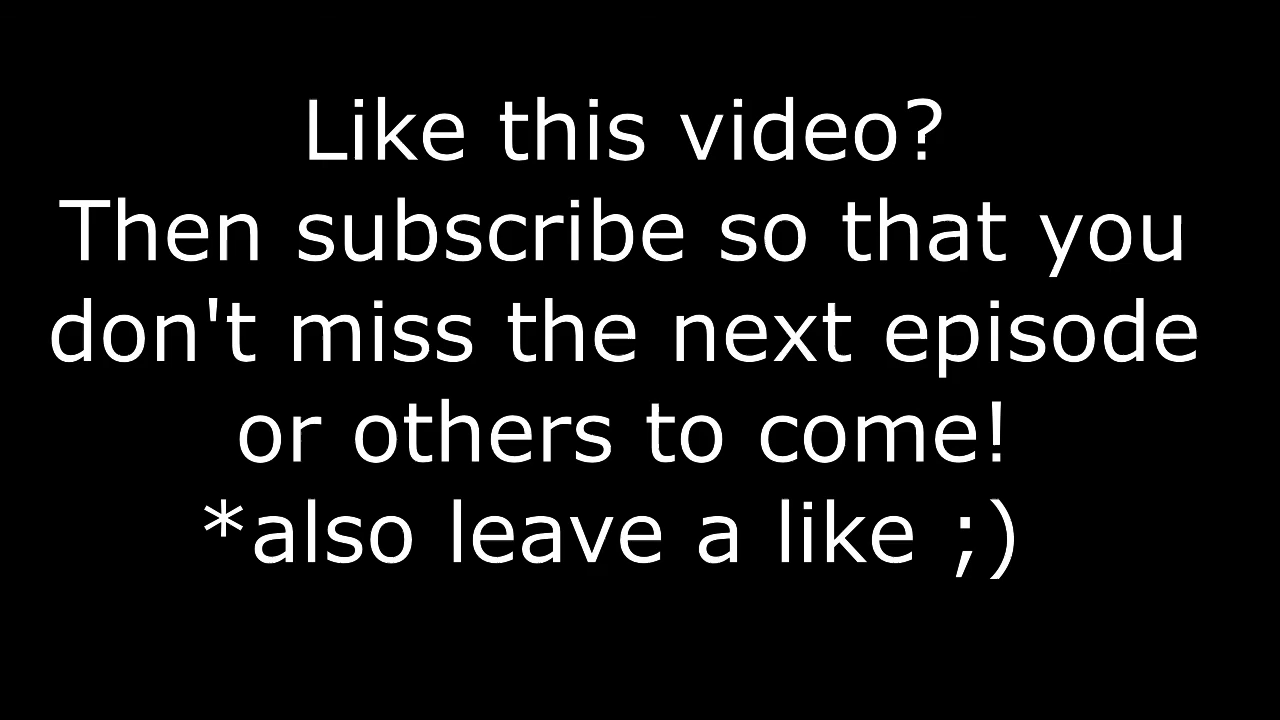 Like this video?
Then subscribe so that you
don't miss the next episode
or others to come!
*also leave a like ;)